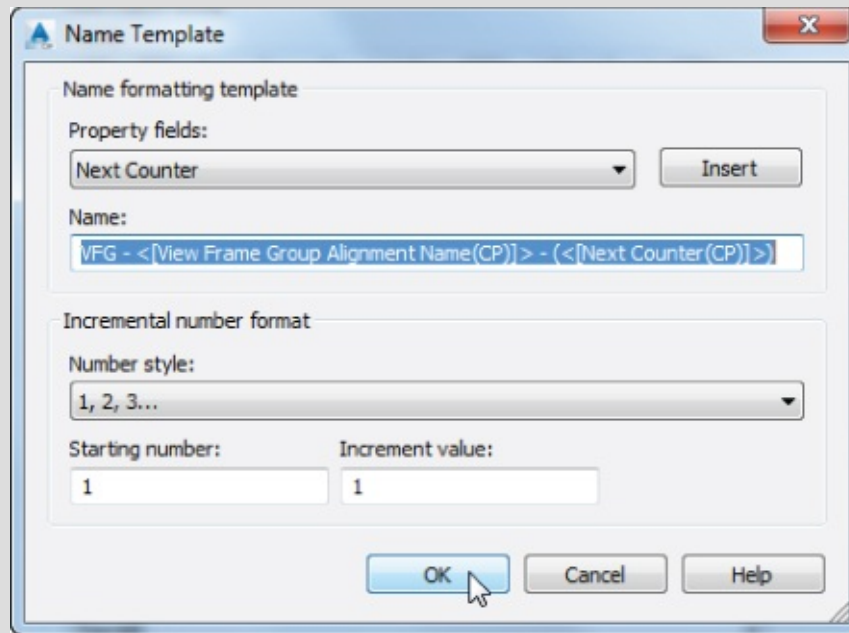 Name Template
Name formatting template
Property fields:
Next Counter
Insert
Name:
VFG - <[View Frame Group Alignment Name(CP)]> - (<[Next Counter(CP)]>)
Incremental number format
Number style:
1, 2, 3...
Starting number:
Increment value:
1
1
OK
Cancel
Help